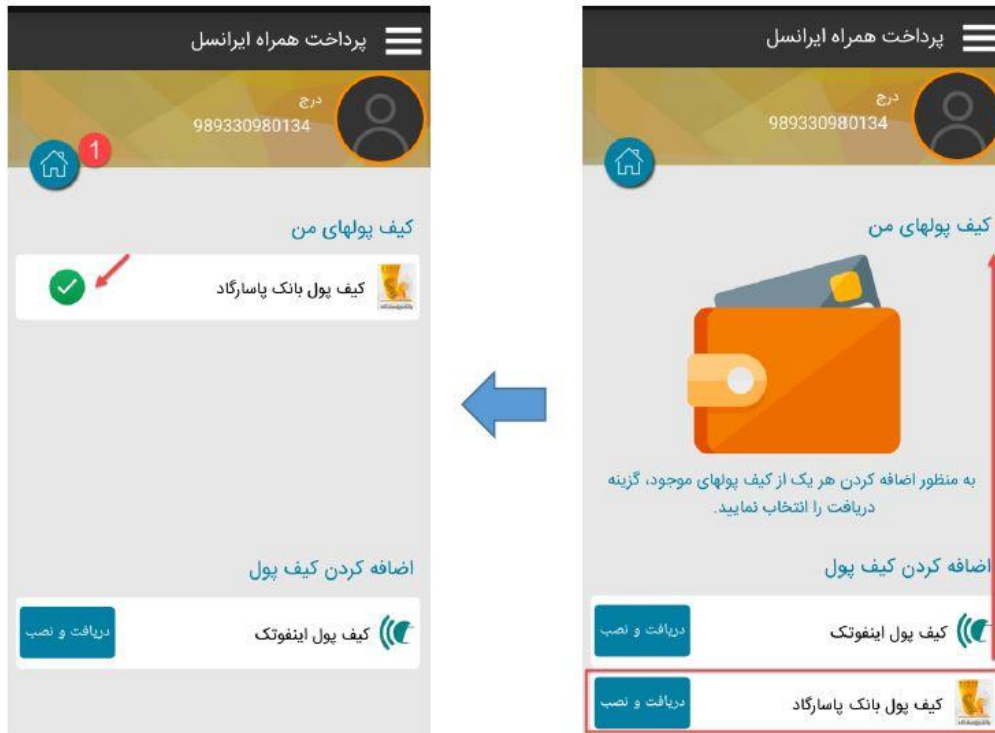 پرداخت همراه ایرانسل
درج
989330980134
کیف پولهای من
به منظور اضافه کردن هر یک از کیف پولهای موجود، گزینه
دریافت را انتخاب نمایید.
اضافه کردن کیف پول
کیف پول اینفوتک
دریافت و نصب
کیف پول بانک پاسارگاد
دریافت و نصب
پرداخت همراه ایرانسل
درج
989330980134
1
کیف پولهای من
کیف پول بانک پاسارگاد
اضافه کردن کیف پول
کیف پول اینفوتک
دریافت و نصب